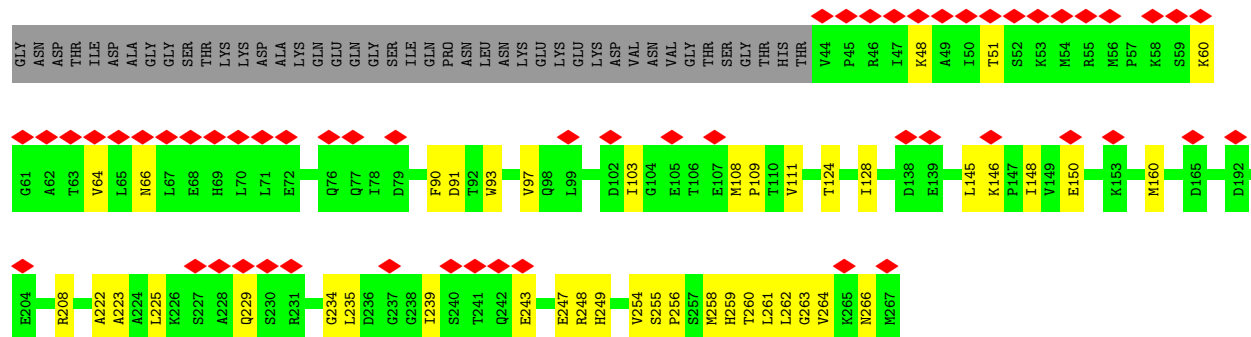 GLY ASN ASP THR ILE ASP ALA GLY GLY SER THR LYS LYS ASP ALA LYS GLN GLU GLN GLY SER ILE GLN PRO ASN LEU ASN LYS GLU LYS GLU LYS ASP VAL ASN VAL GLY THR SER GLY THR HIS THR V44 P45 R46 I47 K48 A49 I50 T51 S52 K53 M54 R55 M56 P57 K58 S59 K60
G61 A62 T63 V64 L65 N66 L67 E68 H69 L70 L71 E72 Q76 Q77 I78 D79 F90 D91 T92 W93 V97 Q98 L99 D102 I103 G104 E105 T106 E107 M108 P109 T110 V111 T124 I128 D138 E139 L145 K146 P147 I148 V149 E150 K153 M160 D165 D192
E204 R208 A222 A223 A224 L225 K226 S227 A228 Q229 S230 R231 G234 L235 D236 G237 G238 I239 S240 T241 Q242 E243 E247 R248 H249 V254 S255 P256 S257 M258 H259 T260 L261 L262 G263 V264 K265 N266 M267